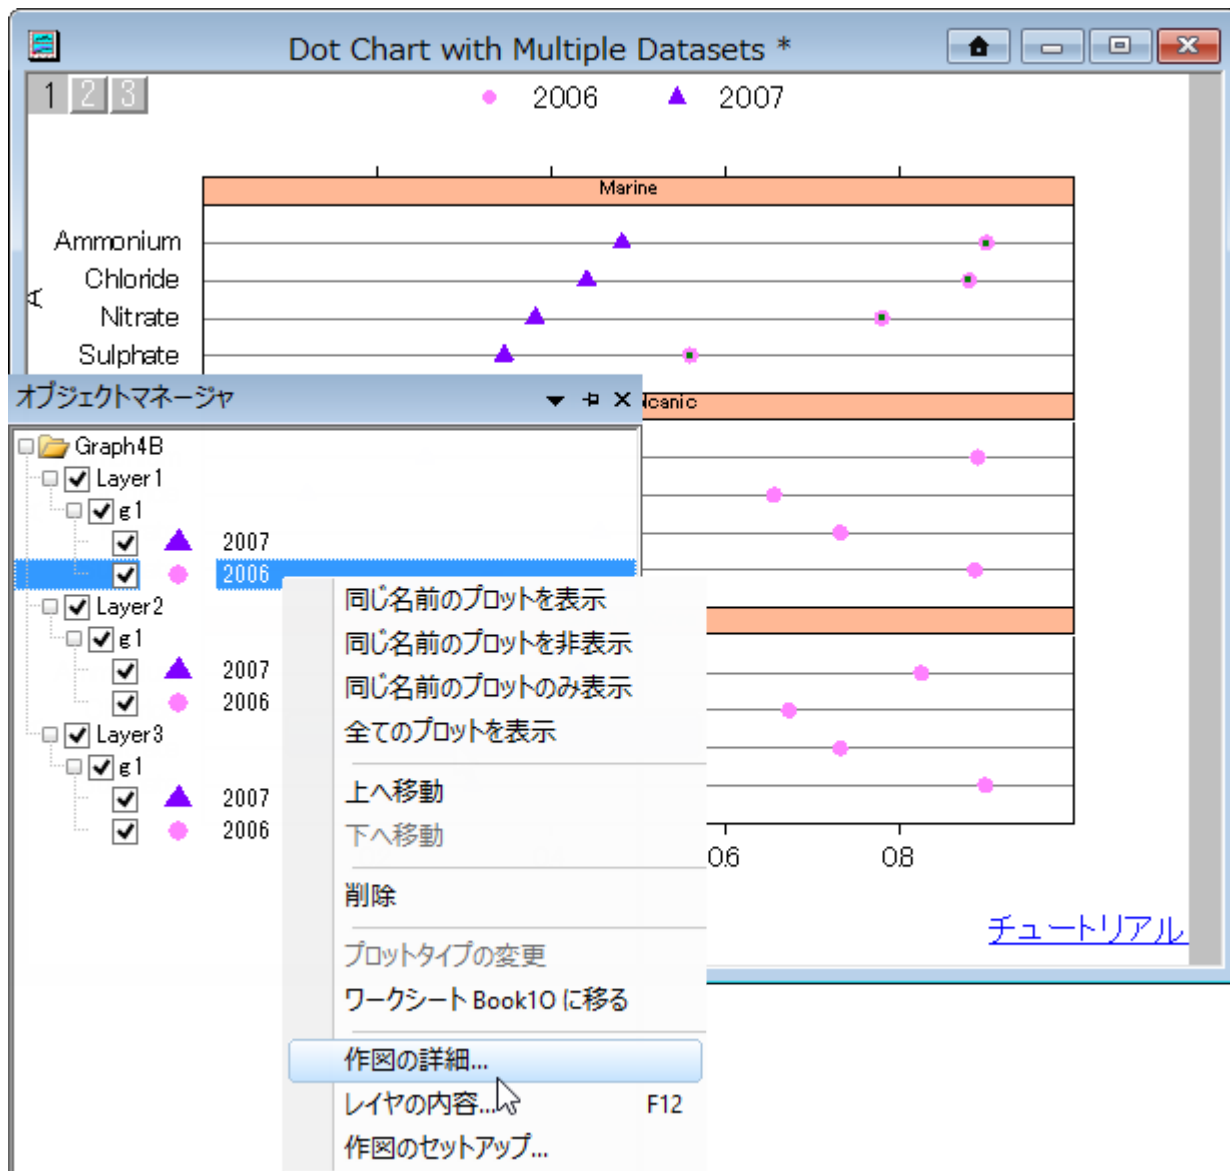 Dot Chart with Multiple Datasets *
1 2 3
2006 2007
Marine
Ammonium
Chloride
Nitrate
Sulphate
A
オブジェクトマネージャ
lcanic
Graph4B
Layer1
g1
2007
2006
Layer2
g1
2007
2006
Layer3
g1
2007
2006
同じ名前のプロットを表示
同じ名前のプロットを非表示
同じ名前のプロットのみ表示
全てのプロットを表示
上へ移動
下へ移動
削除
プロットタイプの変更
ワークシート Book10 に移る
作図の詳細...
レイヤの内容... F12
作図のセットアップ...
0.6 0.8
チュートリアル